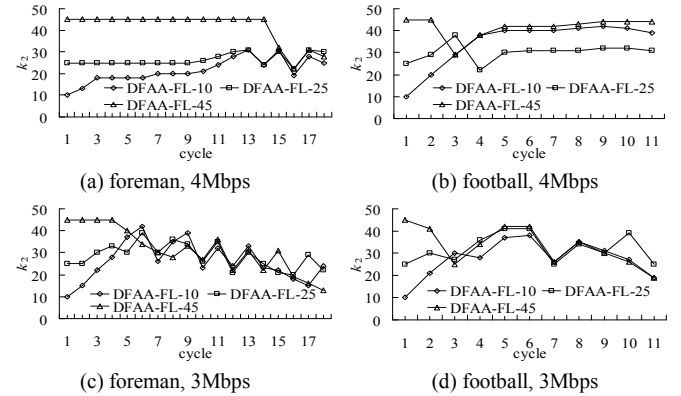 50
40
30
20
10
0
k2
DFAA-FL-10 DFAA-FL-25
DFAA-FL-45
1 3 5 7 9 11 13 15 17
cycle
(a) foreman, 4Mbps
50
40
30
20
10
0
k2
DFAA-FL-10 DFAA-FL-25
DFAA-FL-45
1 2 3 4 5 6 7 8 9 10 11
cycle
(b) football, 4Mbps
50
40
30
20
10
0
k2
DFAA-FL-10 DFAA-FL-25
DFAA-FL-45
1 3 5 7 9 11 13 15 17
cycle
(c) foreman, 3Mbps
50
40
30
20
10
0
k2
DFAA-FL-10 DFAA-FL-25
DFAA-FL-45
1 2 3 4 5 6 7 8 9 10 11
cycle
(d) football, 3Mbps